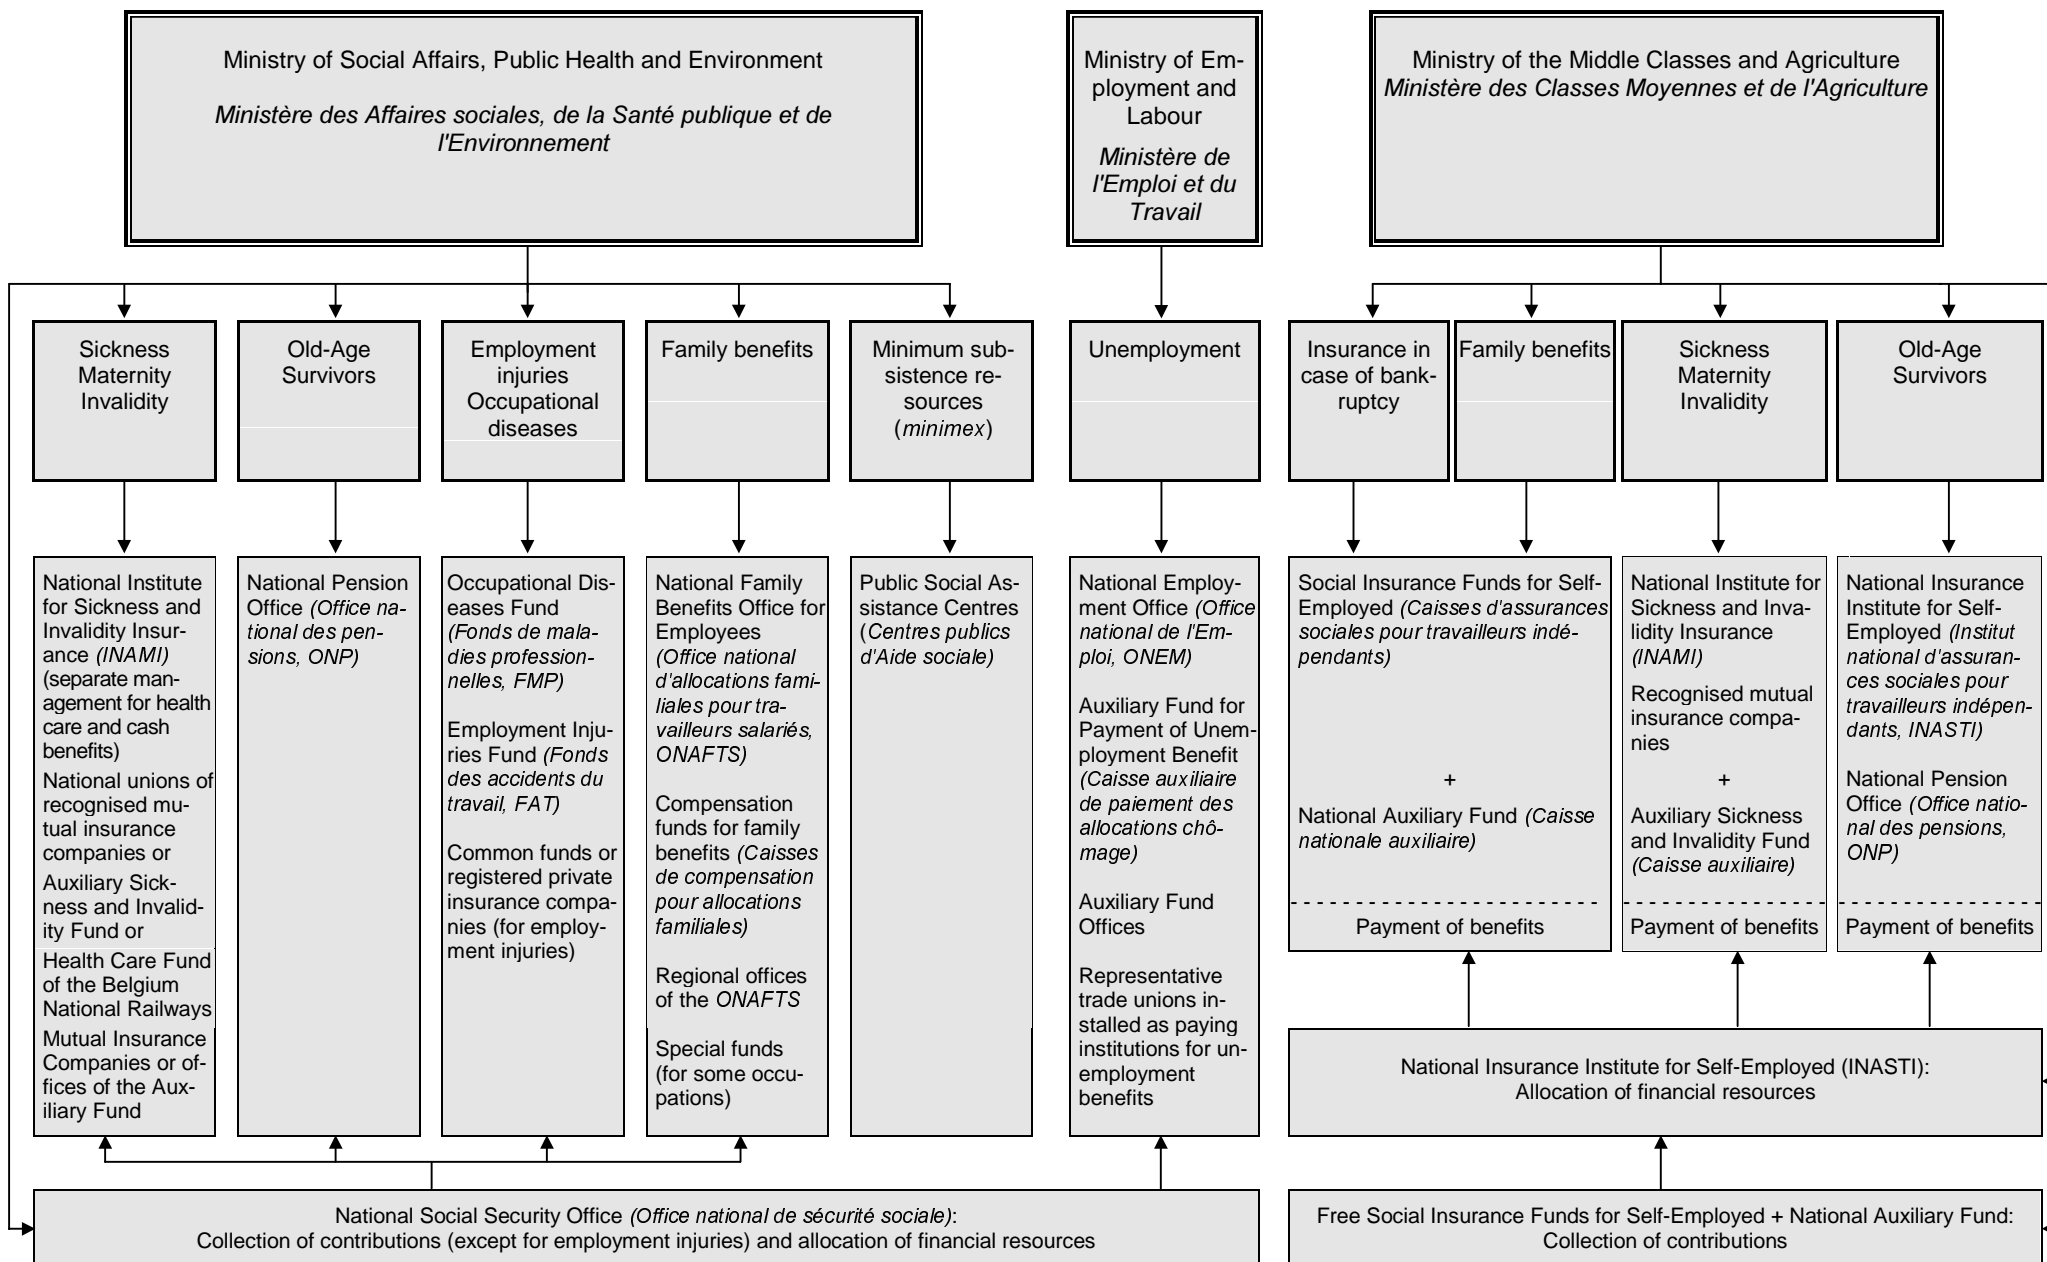 Ministry of Social Affairs, Public Health and Environment
Ministère des Affaires sociales, de la Santé publique et de
l'Environnement
Ministry of Em-
ployment and
Labour
Ministère de
l'Emploi et du
Travail
Ministry of the Middle Classes and Agriculture
Ministère des Classes Moyennes et de l'Agriculture
Sickness
Maternity
Invalidity
Old-Age
Survivors
Employment
injuries
Occupational
diseases
Family benefits
Minimum sub-
sistence re-
sources
(minimex)
Unemployment
Insurance in
case of bank-
ruptcy
Family benefits
Sickness
Maternity
Invalidity
Old-Age
Survivors
National Institute
for Sickness and
Invalidity Insur-
ance (INAMI)
(separate man-
agement for health
care and cash
benefits)
National unions of
recognised mu-
tual insurance
companies or
Auxiliary Sick-
ness and Invalid-
ity Fund or
Health Care Fund
of the Belgium
National Railways
Mutual Insurance
Companies or of-
fices of the Aux-
iliary Fund
National Pension
Office (Office na-
tional des pen-
sions, ONP)
Occupational Dis-
eases Fund
(Fonds de mala-
dies profession-
nelles, FMP)
Employment Inju-
ries Fund (Fonds
des accidents du
travail, FAT)
Common funds or
registered private
insurance compa-
nies (for employ-
ment injuries)
National Family
Benefits Office for
Employees
(Office national
d'allocations fami-
liales pour tra-
vailleurs salariés,
ONAFTS)
Compensation
funds for family
benefits (Caisses
de compensation
pour allocations
familiales)
Regional offices
of the ONAFTS
Special funds
(for some occu-
pations)
Public Social As-
sistance Centres
(Centres publics
d'Aide sociale)
National Employ-
ment Office (Office
national de l'Em-
ploi, ONEM)
Auxiliary Fund for
Payment of Unem-
ployment Benefit
(Caisse auxiliaire
de paiement des
allocations chô-
mage)
Auxiliary Fund
Offices
Representative
trade unions in-
stalled as paying
institutions for un-
employment
benefits
Social Insurance Funds for Self-
Employed (Caisses d'assurances
sociales pour travailleurs indé-
pendants)
+
National Auxiliary Fund (Caisse
nationale auxiliaire)
Payment of benefits
National Institute for
Sickness and Inva-
lidity Insurance
(INAMI)
Recognised mutual
insurance compa-
nies
+
Auxiliary Sickness
and Invalidity Fund
(Caisse auxiliaire)
Payment of benefits
National Insurance
Institute for Self-
Employed (Institut
national d'assuran-
ces sociales pour
travailleurs indépen-
dants, INASTI)
National Pension
Office (Office natio-
nal des pensions,
ONP)
Payment of benefits
National Insurance Institute for Self-Employed (INASTI):
Allocation of financial resources
National Social Security Office (Office national de sécurité sociale):
Collection of contributions (except for employment injuries) and allocation of financial resources
Free Social Insurance Funds for Self-Employed + National Auxiliary Fund:
Collection of contributions